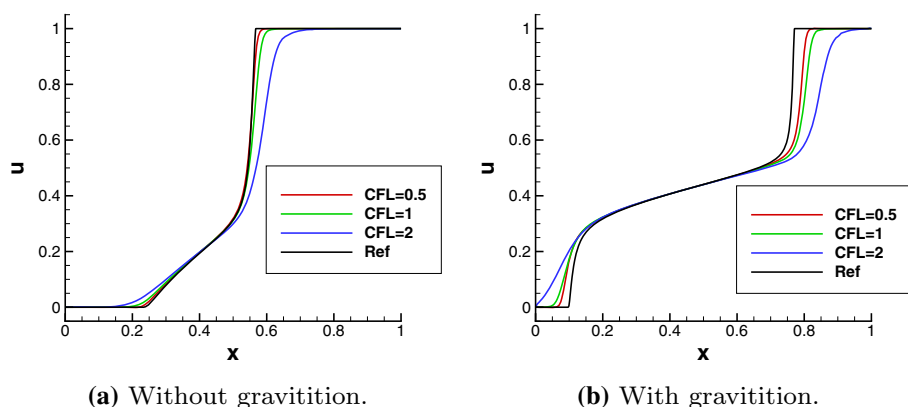 1
0.8
0.6
0.4
0.2
0
u
0 0.2 0.4 0.6 0.8 1
x
CFL=0.5
CFL=1
CFL=2
Ref
(a) Without gravitition.
1
0.8
0.6
0.4
0.2
0
u
0 0.2 0.4 0.6 0.8 1
x
CFL=0.5
CFL=1
CFL=2
Ref
(b) With gravitition.